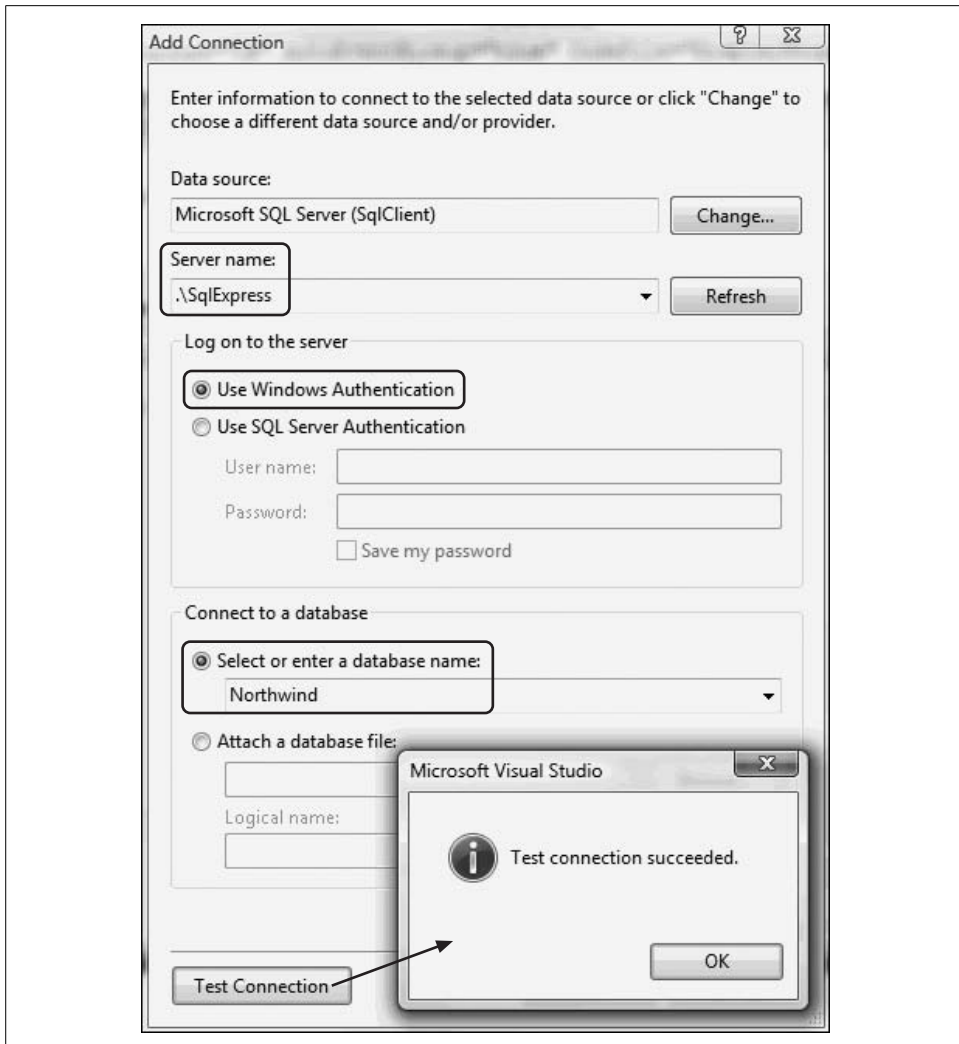 Add Connection
Enter information to connect to the selected data source or click "Change" to
choose a different data source and/or provider.
Data source:
Microsoft SQL Server (SqlClient)
Change...
Server name:
.\SqlExpress
Refresh
Log on to the server
Use Windows Authentication
Use SQL Server Authentication
User name:
Password:
Save my password
Connect to a database
Select or enter a database name:
Northwind
Attach a database file:
Logical name:
Microsoft Visual Studio
Test connection succeeded.
OK
Test Connection